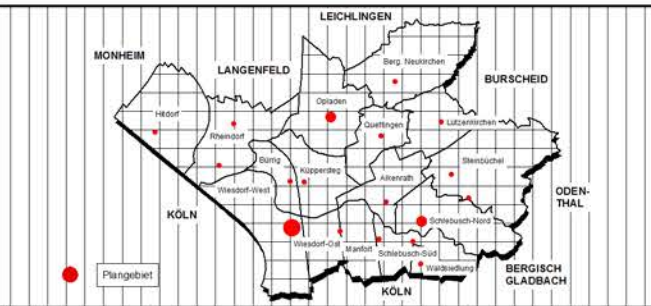 LEICHLINGEN
MONHEIM
LANGENFELD
Berg. Neukirchen
BURSCHEID
Opladen
Hitdorf
Rheindorf
Quettingen
Lützenkirchen
Bürrig
Küppersteg
Steinbüchel
Alkenrath
Wiesdorf-West
ODEN-
THAL
KÖLN
Schlebusch-Nord
Wiesdorf-Ost
Manfort
Schlebusch-Süd
Waldsiedlung
BERGISCH
GLADBACH
Plangebiet
KÖLN